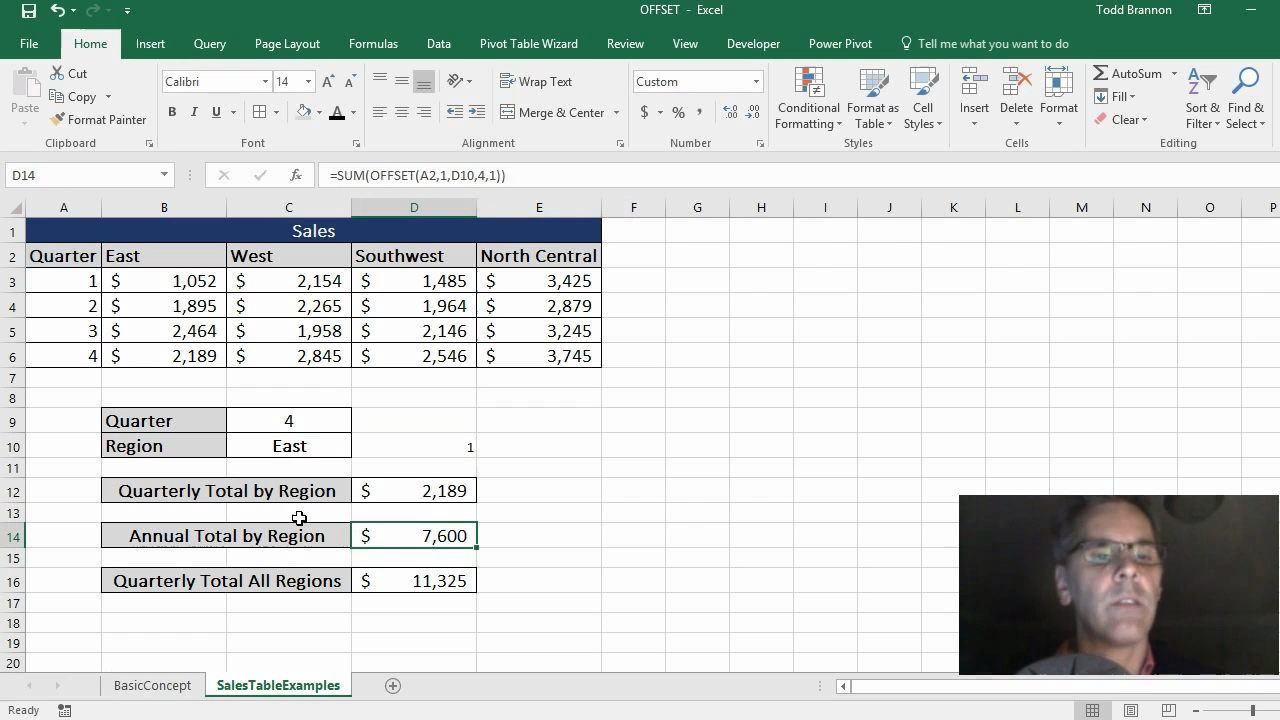 OFFSET - Excel
Todd Brannon
File Home Insert Query Page Layout Formulas Data Pivot Table Wizard Review View Developer Power Pivot Tell me what you want to do
Paste
Cut
Copy
Format Painter
Clipboard
Calibri 14
B I U
Font
Wrap Text
Merge & Center
Alignment
Custom
$ % ,
Number
Conditional Formatting
Format as Table
Cell Styles
Styles
Insert Delete Format
Cells
AutoSum
Fill
Clear
Sort & Filter
Find & Select
Editing
D14 fx =SUM(OFFSET(A2,1,D10,4,1))
A B C D E F G H I J K L M N O P
1 Sales
2 Quarter East West Southwest North Central
3 1 $ 1,052 $ 2,154 $ 1,485 $ 3,425
4 2 $ 1,895 $ 2,265 $ 1,964 $ 2,879
5 3 $ 2,464 $ 1,958 $ 2,146 $ 3,245
6 4 $ 2,189 $ 2,845 $ 2,546 $ 3,745
7
8
9 Quarter 4
10 Region East 1
11
12 Quarterly Total by Region $ 2,189
13
14 Annual Total by Region $ 7,600
15
16 Quarterly Total All Regions $ 11,325
17
18
19
20
BasicConcept SalesTableExamples
Ready